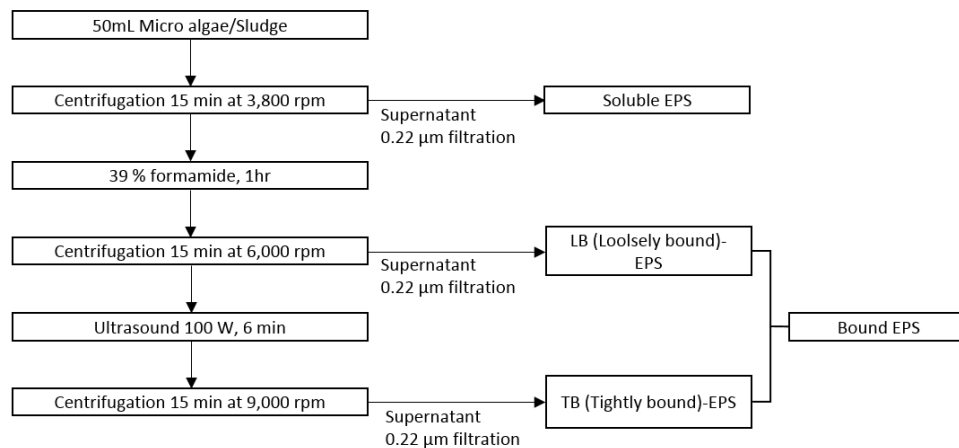 50mL Micro algae/Sludge
Centrifugation 15 min at 3,800 rpm
Supernatant
0.22 µm filtration
Soluble EPS
39 % formamide, 1hr
Centrifugation 15 min at 6,000 rpm
Supernatant
0.22 µm filtration
LB (Loolsely bound)-
EPS
Ultrasound 100 W, 6 min
Bound EPS
Centrifugation 15 min at 9,000 rpm
Supernatant
0.22 µm filtration
TB (Tightly bound)-EPS